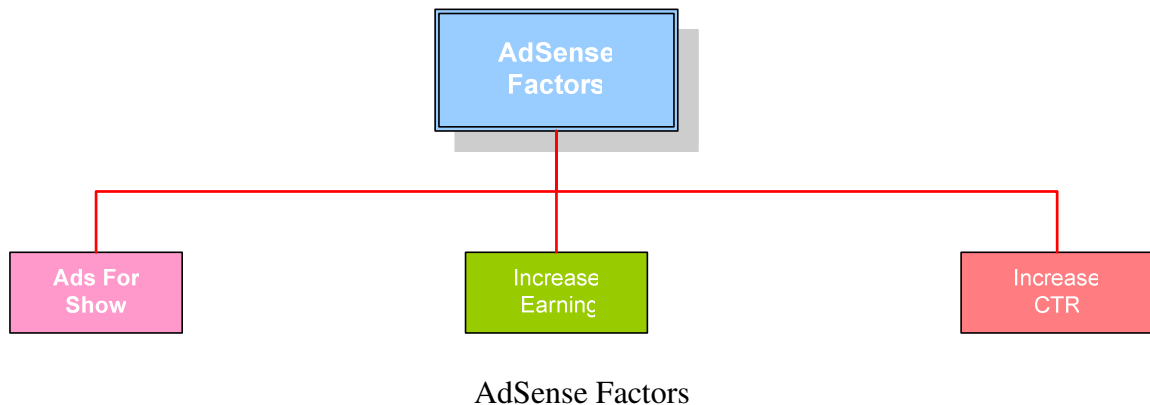 AdSense
Factors
Ads For
Show
Increase
Earning
Increase
CTR
AdSense Factors